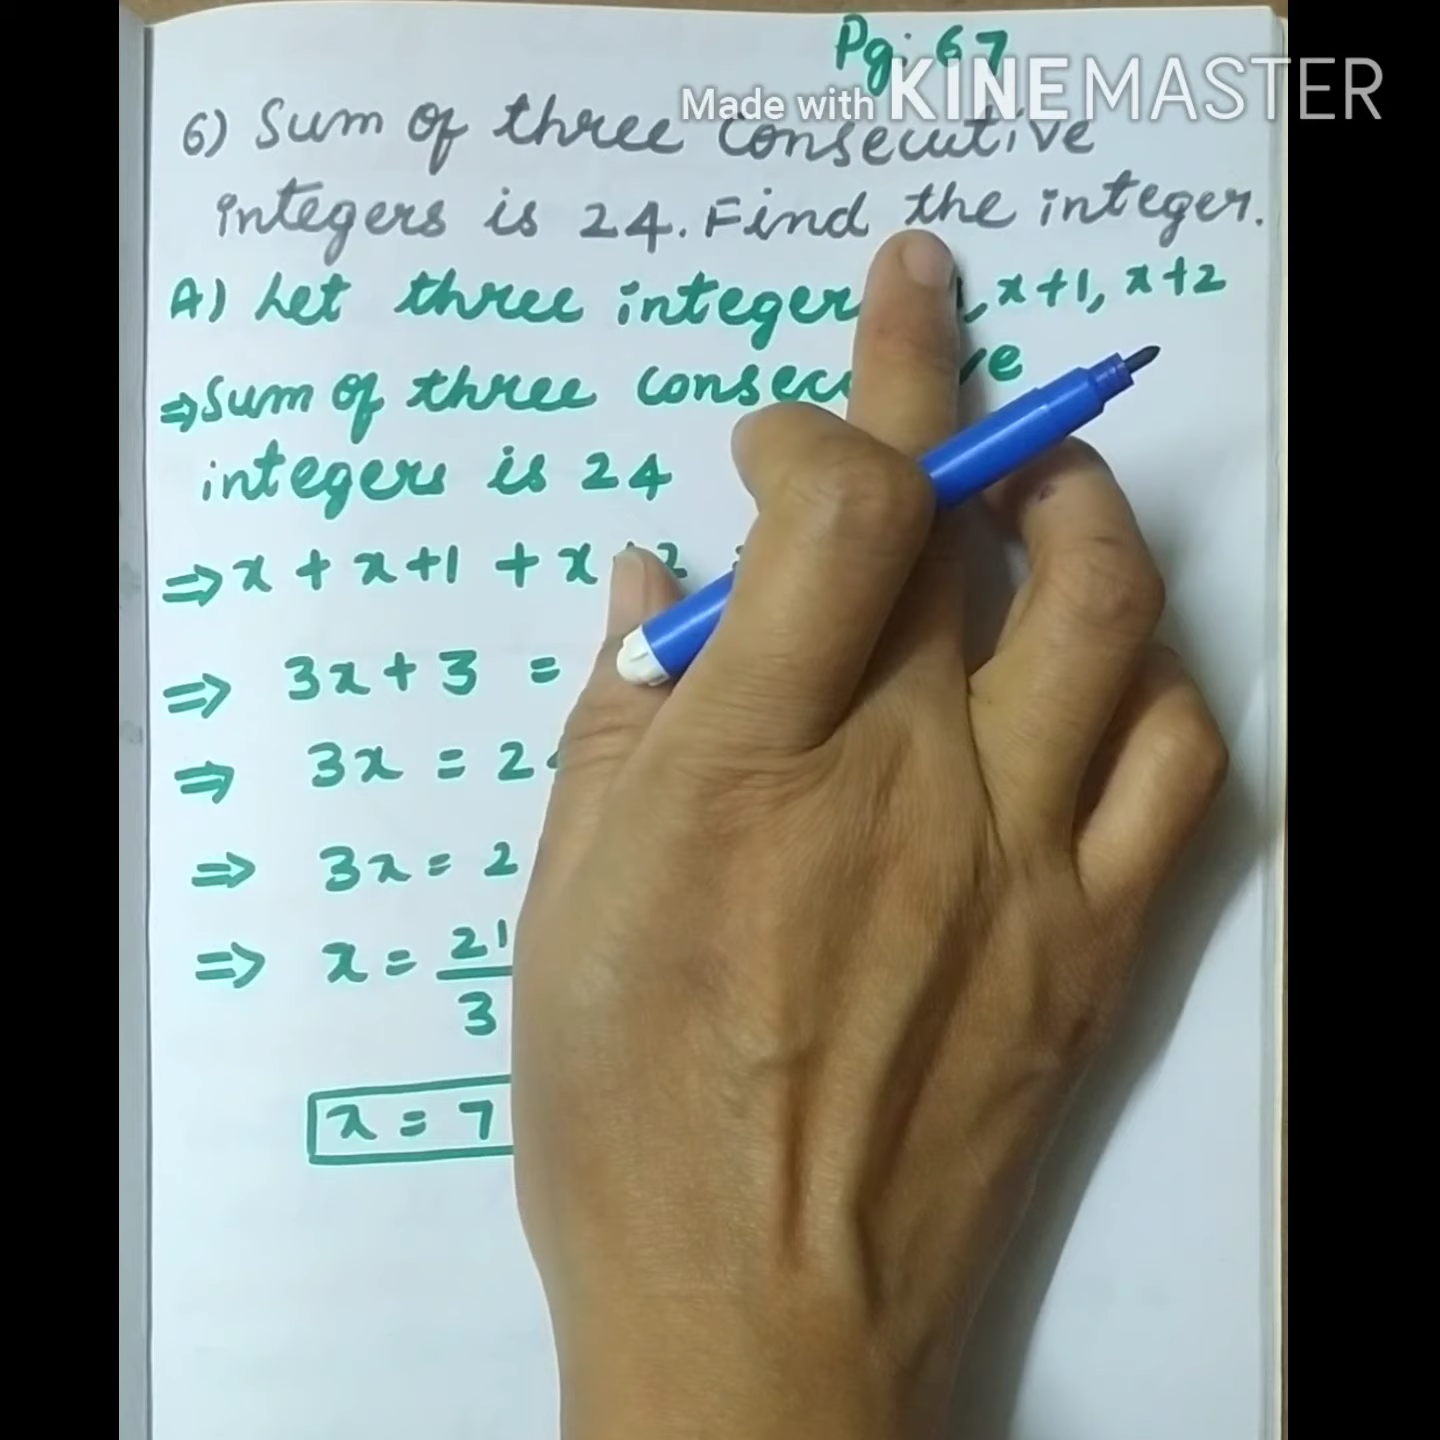 Pg: 67
Made with KINEMASTER
6) Sum of three consecutive
integers is 24. Find the integer.
A) Let three integer x+1, x+2
⇒ Sum of three
integers is 24
⇒ x + x+1 + x+2 =
⇒ 3x + 3 =
⇒ 3x = 24
⇒ 3x = 2
⇒ x = 21/3
x = 7